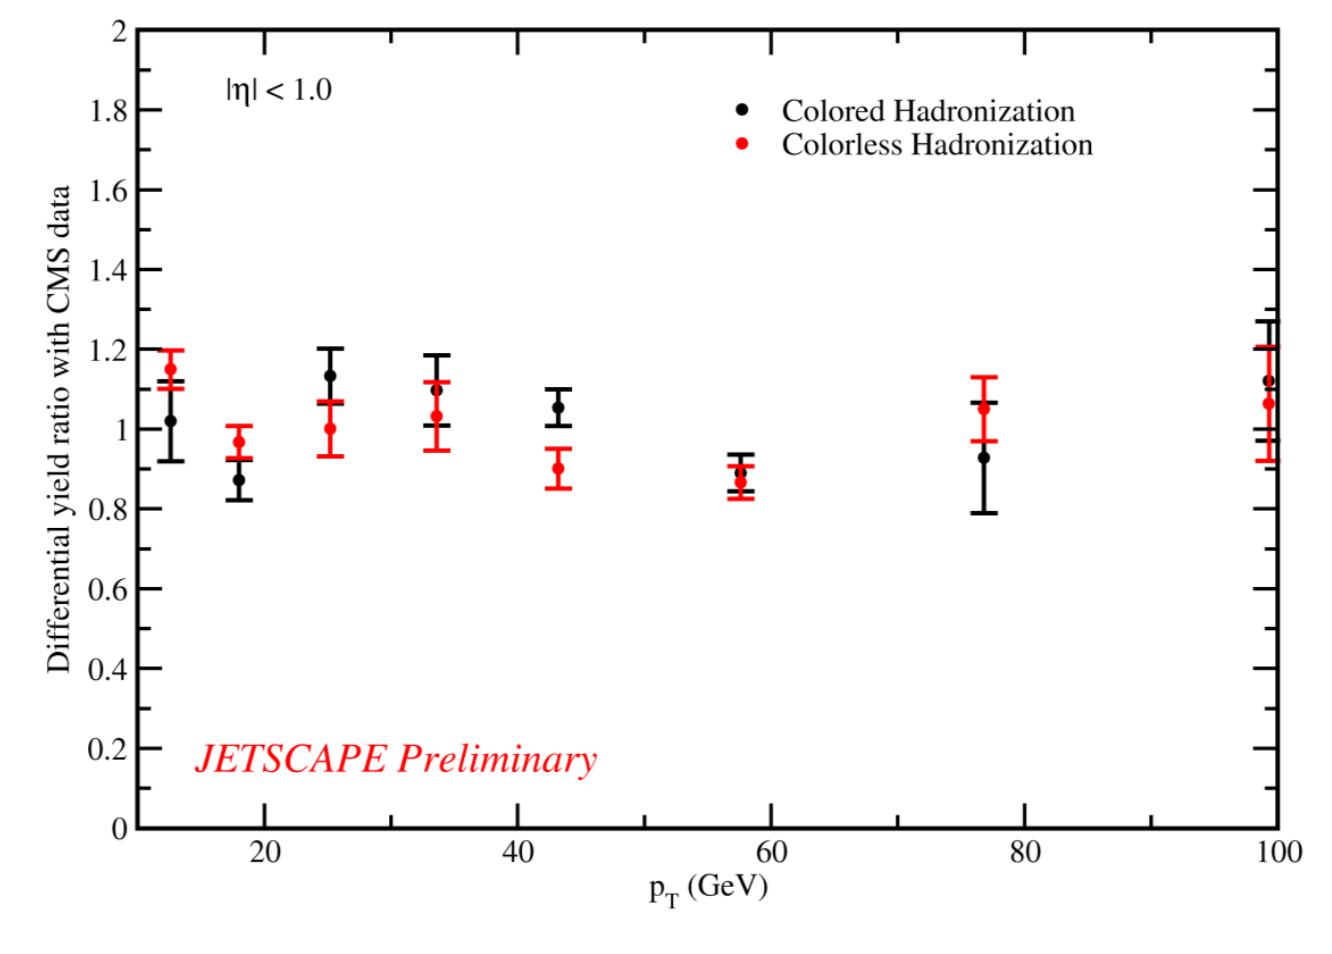 2
|η| < 1.0
1.8
Colored Hadronization
Colorless Hadronization
1.6
1.4
1.2
1
0.8
0.6
0.4
0.2
0
Differential yield ratio with CMS data
JETSCAPE Preliminary
20 40 60 80 100
p_T (GeV)